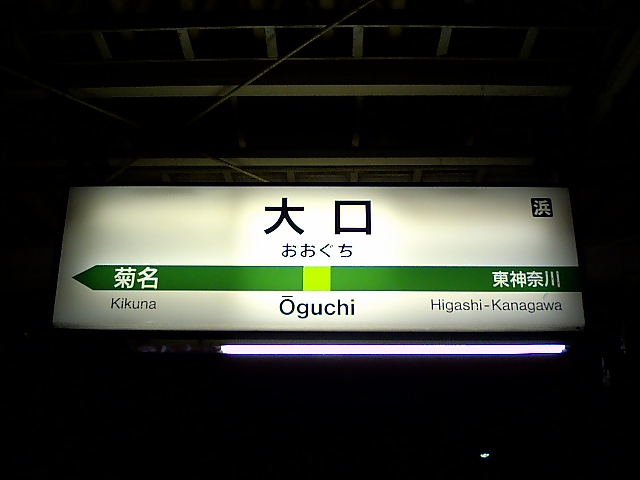 大口
浜
おおぐち
菊名
東神奈川
Kikuna
Ōguchi
Higashi-Kanagawa